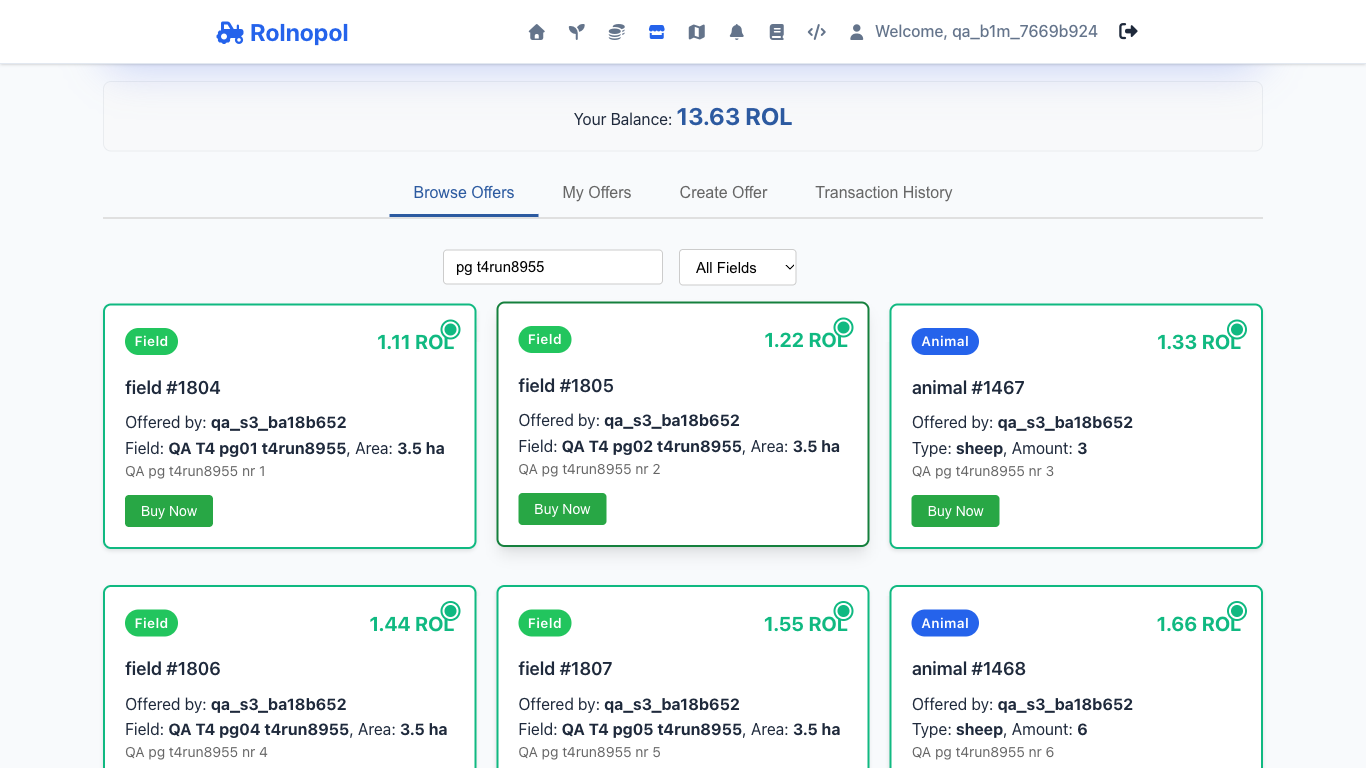 Rolnopol
Welcome, qa_b1m_7669b924
Your Balance: 13.63 ROL
Browse Offers
My Offers
Create Offer
Transaction History
pg t4run8955
All Fields
Field
1.11 ROL
field #1804
Offered by: qa_s3_ba18b652
Field: QA T4 pg01 t4run8955, Area: 3.5 ha
QA pg t4run8955 nr 1
Buy Now
Field
1.22 ROL
field #1805
Offered by: qa_s3_ba18b652
Field: QA T4 pg02 t4run8955, Area: 3.5 ha
QA pg t4run8955 nr 2
Buy Now
Animal
1.33 ROL
animal #1467
Offered by: qa_s3_ba18b652
Type: sheep, Amount: 3
QA pg t4run8955 nr 3
Buy Now
Field
1.44 ROL
field #1806
Offered by: qa_s3_ba18b652
Field: QA T4 pg04 t4run8955, Area: 3.5 ha
QA pg t4run8955 nr 4
Field
1.55 ROL
field #1807
Offered by: qa_s3_ba18b652
Field: QA T4 pg05 t4run8955, Area: 3.5 ha
QA pg t4run8955 nr 5
Animal
1.66 ROL
animal #1468
Offered by: qa_s3_ba18b652
Type: sheep, Amount: 6
QA pg t4run8955 nr 6